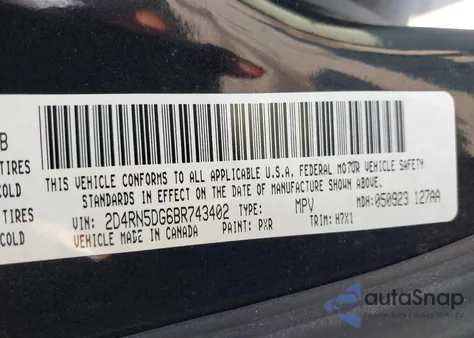 B
TIRES
COLD
TIRES
COLD
THIS VEHICLE CONFORMS TO ALL APPLICABLE U.S.A. FEDERAL MOTOR VEHICLE SAFETY
STANDARDS IN EFFECT ON THE DATE OF MANUFACTURE SHOWN ABOVE.
VIN: 2D4RN5DG6BR743402 TYPE: MPV MDH: 050923 127AA
VEHICLE MADE IN CANADA PAINT: PXR TRIM: H7X1
autaSnap